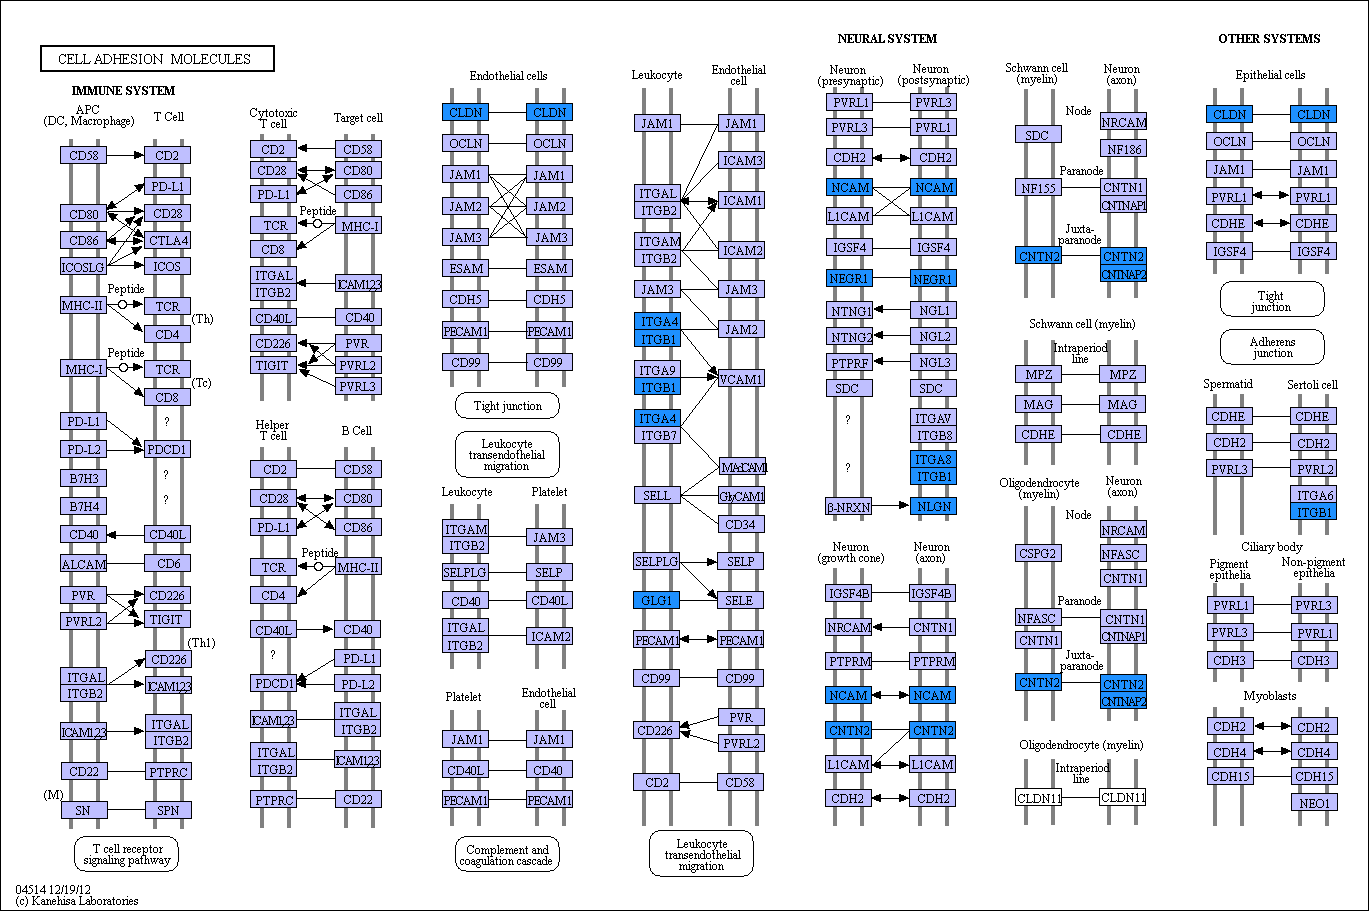 CELL ADHESION MOLECULES
IMMUNE SYSTEM
APC
(DC, Macrophage)
T Cell
CD58
CD2
PD-L1
CD80
CD28
CD86
CTLA4
ICOSLG
ICOS
Peptide
MHC-II
TCR
(Th)
CD4
Peptide
MHC-I
TCR
(Tc)
CD8
PD-L1
?
PD-L2
PDCD1
B7H3
?
B7H4
?
CD40
CD40L
ALCAM
CD6
PVR
CD226
PVRL2
TIGIT
(Th1)
CD226
ITGAL
ITGB2
ICAM123
ICAM123
ITGAL
ITGB2
CD22
PTPRC
(M)
SN
SPN
T cell receptor
signaling pathway
04514 12/19/12
(c) Kanehisa Laboratories
Cytotoxic
T cell
Target cell
CD2
CD58
CD28
CD80
PD-L1
CD86
Peptide
TCR
MHC-I
CD8
ITGAL
ITGB2
ICAM123
CD40L
CD40
CD226
PVR
TIGIT
PVRL2
PVRL3
Helper
T cell
B Cell
CD2
CD58
CD28
CD80
PD-L1
CD86
Peptide
TCR
MHC-II
CD4
CD40L
CD40
?
PD-L1
PDCD1
PD-L2
ICAM123
ITGAL
ITGB2
ITGAL
ITGB2
ICAM123
PTPRC
CD22
Endothelial cells
CLDN
CLDN
OCLN
OCLN
JAM1
JAM1
JAM2
JAM2
JAM3
JAM3
ESAM
ESAM
CDH5
CDH5
PECAM1
PECAM1
CD99
CD99
Tight junction
Leukocyte
transendothelial
migration
Leukocyte
Platelet
ITGAM
ITGB2
JAM3
SELPLG
SELP
CD40
CD40L
ITGAL
ITGB2
ICAM2
Platelet
Endothelial
cell
JAM1
JAM1
CD40L
CD40
PECAM1
PECAM1
Complement and
coagulation cascade
Leukocyte
Endothelial
cell
JAM1
JAM1
ICAM3
ITGAL
ITGB2
ICAM1
ITGAM
ITGB2
ICAM2
JAM3
JAM3
ITGA4
ITGB1
JAM2
ITGA9
ITGB1
VCAM1
ITGA4
ITGB7
MAdCAM1
SELL
GlyCAM1
CD34
SELPLG
SELP
GLG1
SELE
PECAM1
PECAM1
CD99
CD99
CD226
PVR
PVRL2
CD2
CD58
Leukocyte
transendothelial
migration
NEURAL SYSTEM
Neuron
(presynaptic)
Neuron
(postsynaptic)
PVRL1
PVRL3
PVRL3
PVRL1
CDH2
CDH2
NCAM
NCAM
L1CAM
L1CAM
IGSF4
IGSF4
NEGR1
NEGR1
NTNG1
NGL1
NTNG2
NGL2
PTPRF
NGL3
SDC
SDC
?
ITGAV
ITGB8
?
ITGA8
ITGB1
β-NRXN
NLGN
Neuron
(growth cone)
Neuron
(axon)
IGSF4B
IGSF4B
NRCAM
CNTN1
PTPRM
PTPRM
NCAM
NCAM
CNTN2
CNTN2
L1CAM
L1CAM
CDH2
CDH2
Schwann cell
(myelin)
Neuron
(axon)
Node
NRCAM
SDC
NF186
Paranode
NF155
CNTN1
CNTNAP1
Juxta-
paranode
CNTN2
CNTN2
CNTNAP2
Schwann cell (myelin)
Intraperiod
line
MPZ
MPZ
MAG
MAG
CDHE
CDHE
Oligodendrocyte
(myelin)
Neuron
(axon)
Node
NRCAM
CSPG2
NFASC
CNTN1
Paranode
NFASC
CNTN1
CNTN1
CNTNAP1
Juxta-
paranode
CNTN2
CNTN2
CNTNAP2
Oligodendrocyte (myelin)
Intraperiod
line
CLDN11
CLDN11
OTHER SYSTEMS
Epithelial cells
CLDN
CLDN
OCLN
OCLN
JAM1
JAM1
PVRL1
PVRL1
CDHE
CDHE
IGSF4
IGSF4
Tight
junction
Adherens
junction
Spermatid
Sertoli cell
CDHE
CDHE
CDH2
CDH2
PVRL3
PVRL2
ITGA6
ITGB1
Ciliary body
Pigment
epithelia
Non-pigment
epithelia
PVRL1
PVRL3
PVRL3
PVRL1
CDH3
CDH3
Myoblasts
CDH2
CDH2
CDH4
CDH4
CDH15
CDH15
NEO1